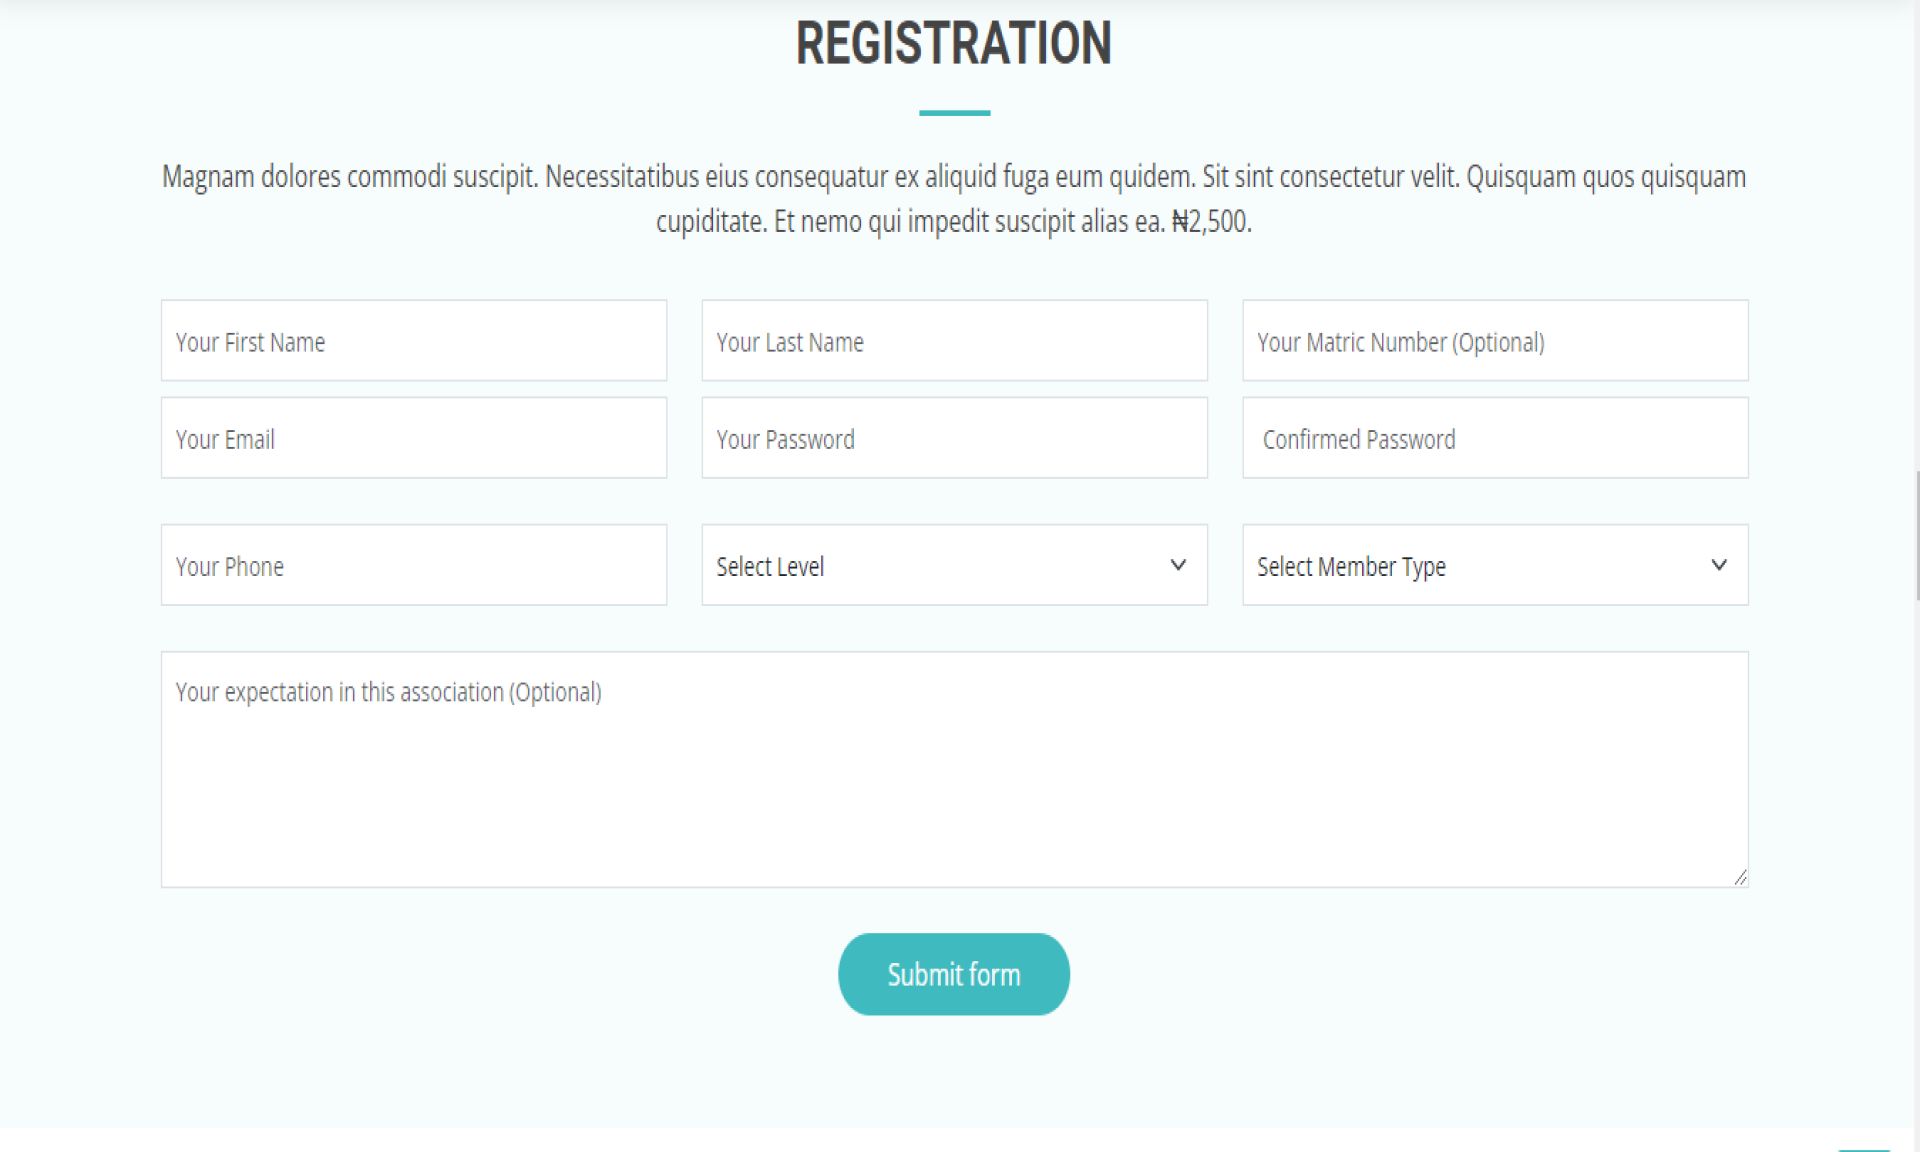 REGISTRATION
Magnam dolores commodi suscipit. Necessitatibus eius consequatur ex aliquid fuga eum quidem. Sit sint consectetur velit. Quisquam quos quisquam
cupiditate. Et nemo qui impedit suscipit alias ea. ₦2,500.
Your First Name
Your Last Name
Your Matric Number (Optional)
Your Email
Your Password
Confirmed Password
Your Phone
Select Level
Select Member Type
Your expectation in this association (Optional)
Submit form